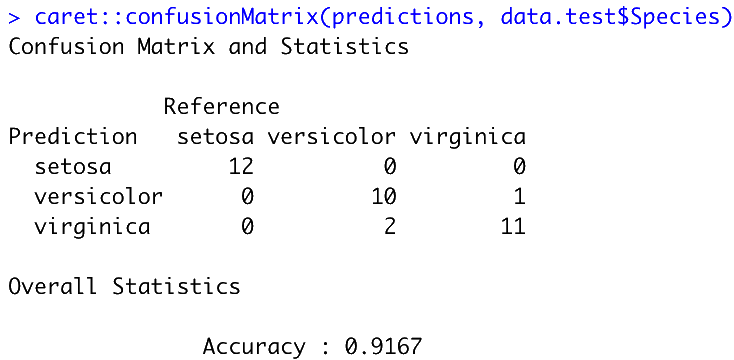 > caret::confusionMatrix(predictions, data.test$Species)
Confusion Matrix and Statistics
Reference
Prediction setosa versicolor virginica
setosa 12 0 0
versicolor 0 10 1
virginica 0 2 11
Overall Statistics
Accuracy : 0.9167